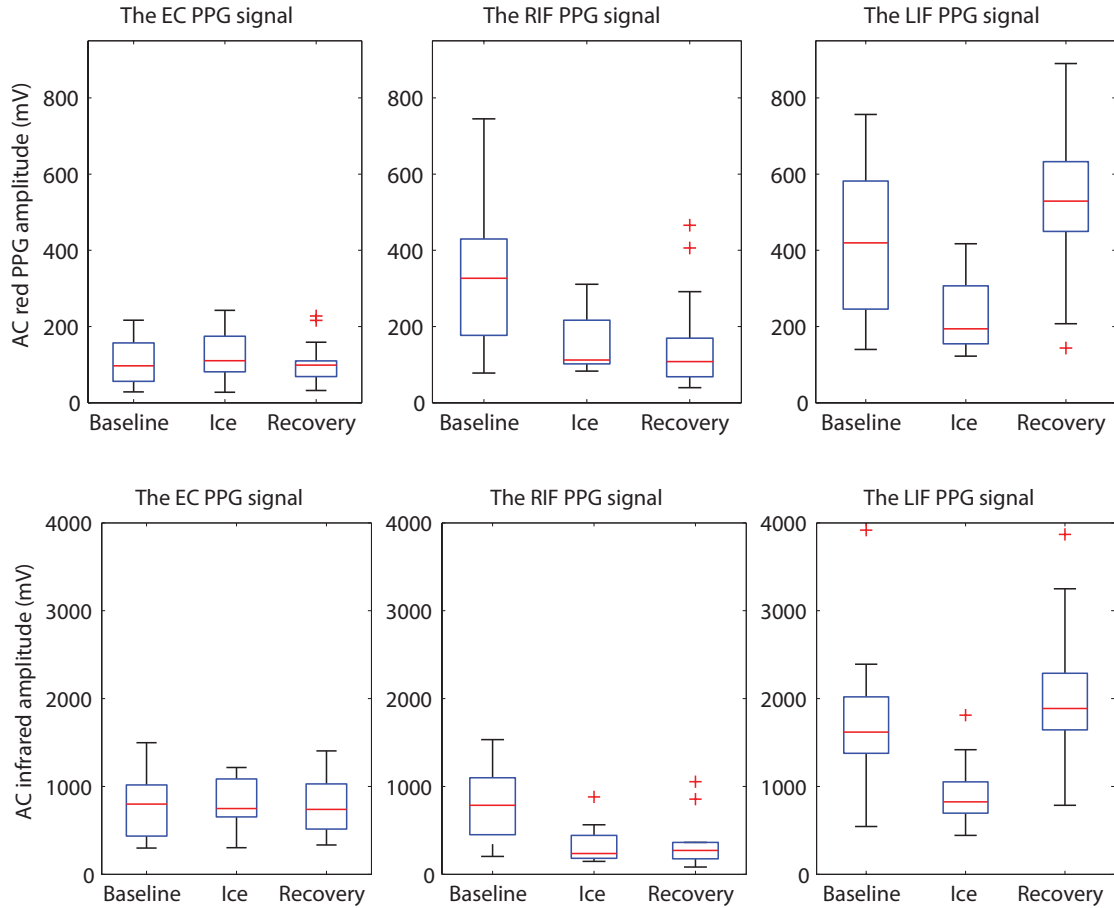 The EC PPG signal
The RIF PPG signal
The LIF PPG signal
AC red PPG amplitude (mV)
800
600
400
200
0
800
600
400
200
0
800
600
400
200
0
Baseline Ice Recovery
Baseline Ice Recovery
Baseline Ice Recovery
The EC PPG signal
The RIF PPG signal
The LIF PPG signal
AC infrared amplitude (mV)
4000
3000
2000
1000
0
4000
3000
2000
1000
0
4000
3000
2000
1000
0
Baseline Ice Recovery
Baseline Ice Recovery
Baseline Ice Recovery